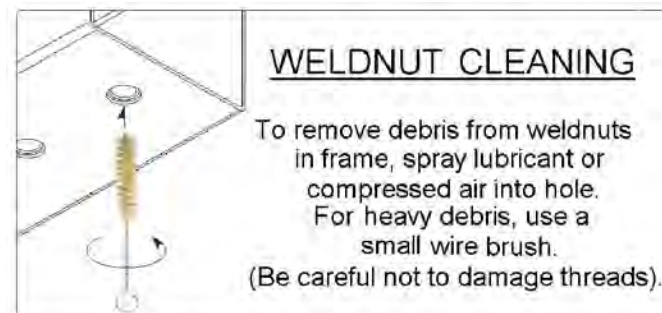 WELDNUT CLEANING
To remove debris from weldnuts
in frame, spray lubricant or
compressed air into hole.
For heavy debris, use a
small wire brush.
(Be careful not to damage threads).